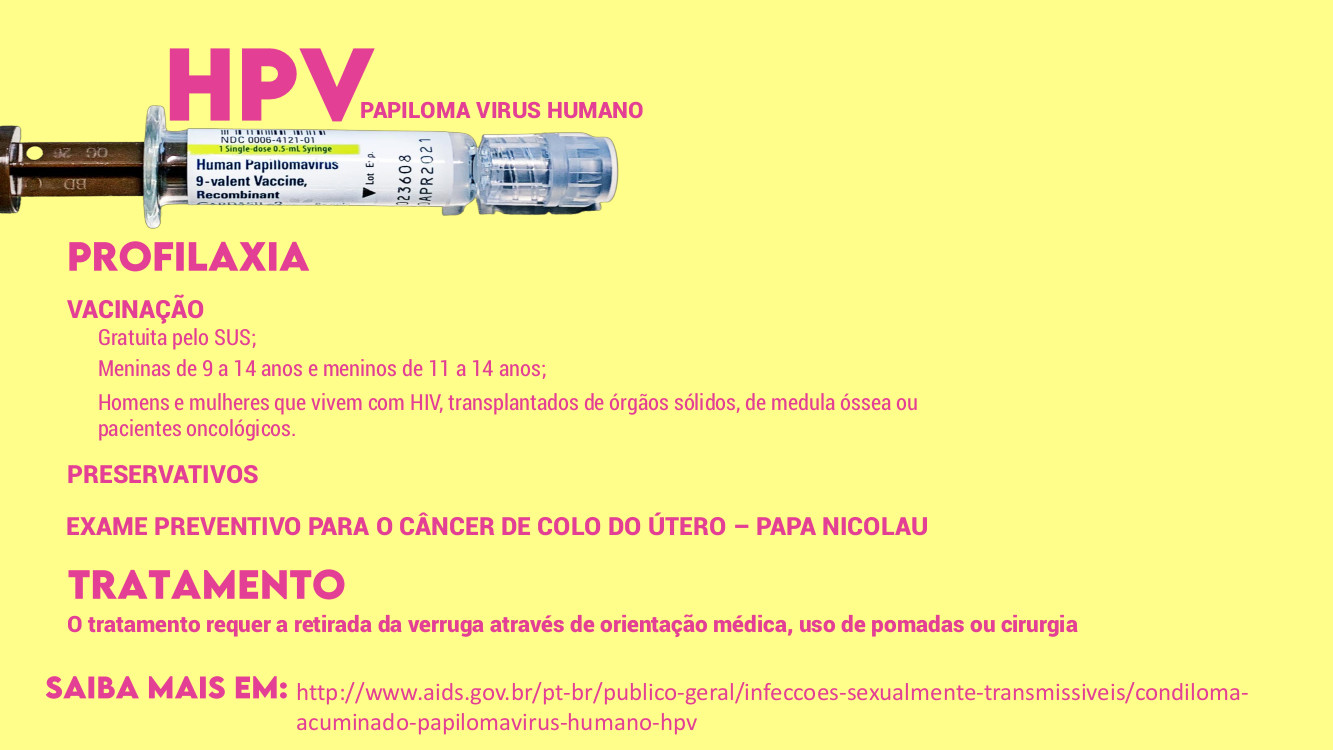 HPV PAPILOMA VIRUS HUMANO
NDC 0006-4121-01
1 Single-dose 0.5-mL Syringe
Human Papillomavirus
9-valent Vaccine,
Recombinant
Lot Exp.
023608
APR2021
BD
PROFILAXIA
VACINAÇÃO
Gratuita pelo SUS;
Meninas de 9 a 14 anos e meninos de 11 a 14 anos;
Homens e mulheres que vivem com HIV, transplantados de órgãos sólidos, de medula óssea ou
pacientes oncológicos.
PRESERVATIVOS
EXAME PREVENTIVO PARA O CÂNCER DE COLO DO ÚTERO – PAPA NICOLAU
TRATAMENTO
O tratamento requer a retirada da verruga através de orientação médica, uso de pomadas ou cirurgia
SAIBA MAIS EM: http://www.aids.gov.br/pt-br/publico-geral/infeccoes-sexualmente-transmissiveis/condiloma-
acuminado-papilomavirus-humano-hpv